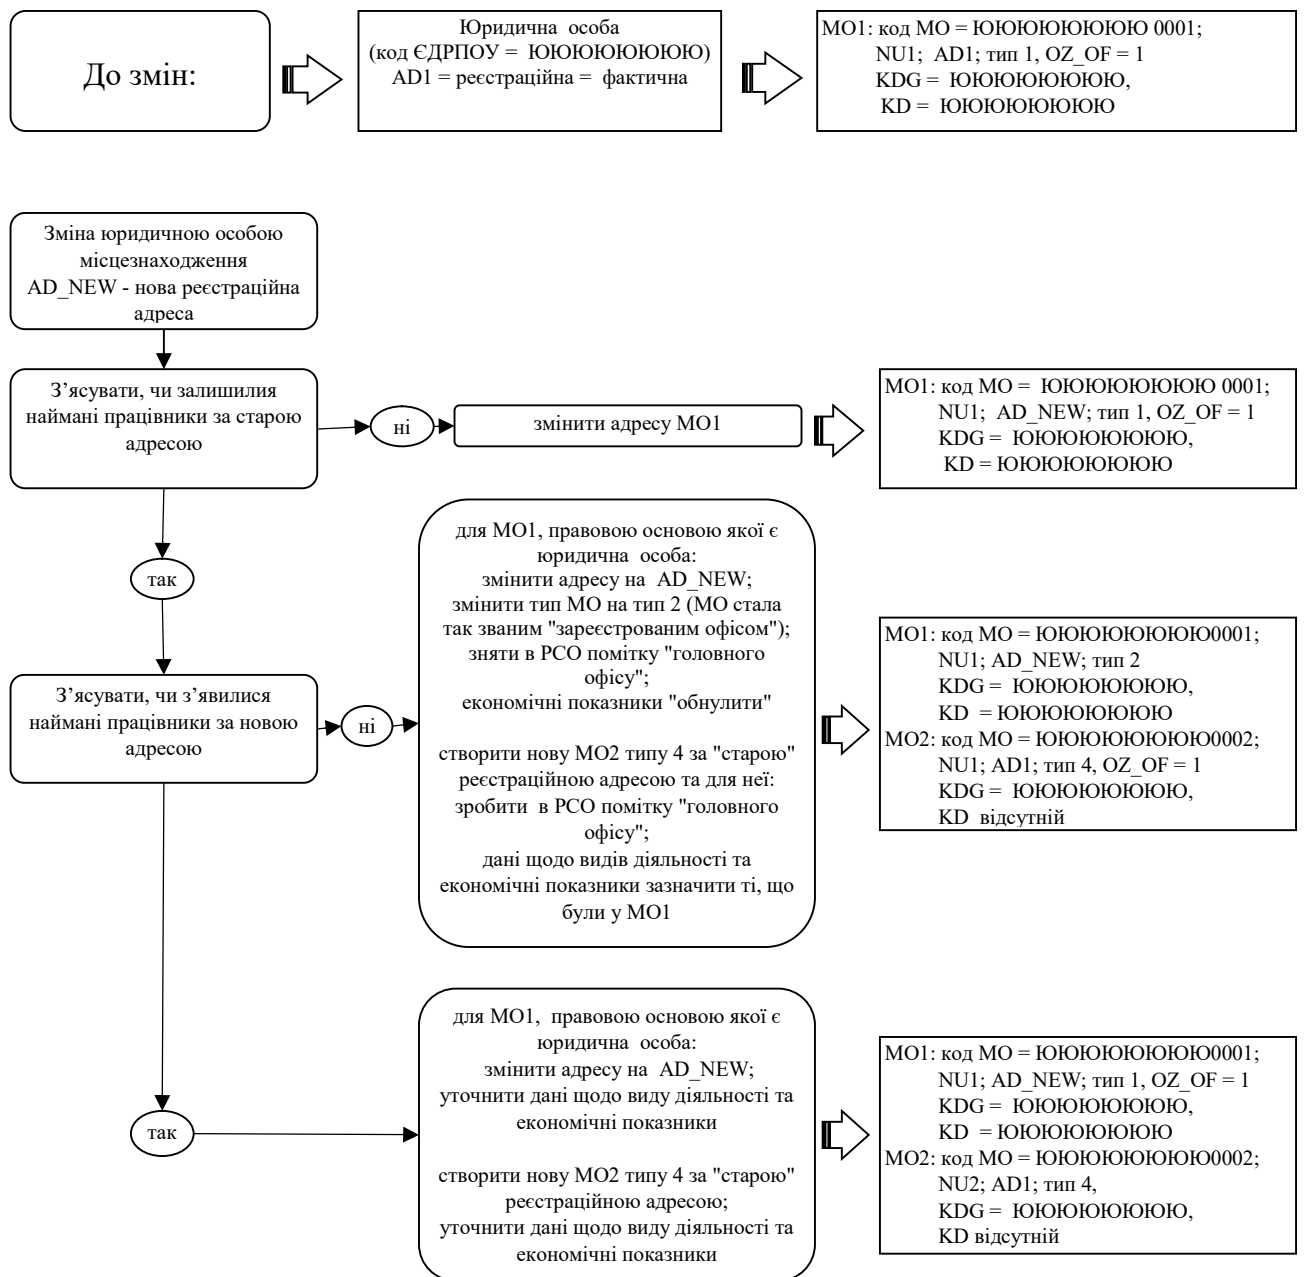 До змін:
Юридична особа
(код ЄДРПОУ = ЮЮЮЮЮЮЮЮ)
AD1 = реєстраційна = фактична
МО1: код МО = ЮЮЮЮЮЮЮЮ 0001;
NU1; AD1; тип 1, OZ_OF = 1
KDG = ЮЮЮЮЮЮЮЮ,
KD = ЮЮЮЮЮЮЮЮ
Зміна юридичною особою
місцезнаходження
AD_NEW - нова реєстраційна
адреса
З’ясувати, чи залишилия
наймані працівники за старою
адресою
ні
змінити адресу МО1
МО1: код МО = ЮЮЮЮЮЮЮЮ 0001;
NU1; AD_NEW; тип 1, OZ_OF = 1
KDG = ЮЮЮЮЮЮЮЮ,
KD = ЮЮЮЮЮЮЮЮ
так
З’ясувати, чи з’явилися
наймані працівники за новою
адресою
ні
для МО1, правовою основою якої є
юридична особа:
змінити адресу на AD_NEW;
змінити тип МО на тип 2 (МО стала
так званим "зареєстрованим офісом");
зняти в РСО помітку "головного
офісу";
економічні показники "обнулити"
створити нову МО2 типу 4 за "старою"
реєстраційною адресою та для неї:
зробити в РСО помітку "головного
офісу";
дані щодо видів діяльності та
економічні показники зазначити ті, що
були у МО1
МО1: код МО = ЮЮЮЮЮЮЮЮ0001;
NU1; AD_NEW; тип 2
KDG = ЮЮЮЮЮЮЮЮ,
KD = ЮЮЮЮЮЮЮЮ
МО2: код МО = ЮЮЮЮЮЮЮЮ0002;
NU1; AD1; тип 4, OZ_OF = 1
KDG = ЮЮЮЮЮЮЮЮ,
KD відсутній
так
для МО1, правовою основою якої є
юридична особа:
змінити адресу на AD_NEW;
уточнити дані щодо виду діяльності та
економічні показники
створити нову МО2 типу 4 за "старою"
реєстраційною адресою;
уточнити дані щодо виду діяльності та
економічні показники
МО1: код МО = ЮЮЮЮЮЮЮЮ0001;
NU1; AD_NEW; тип 1, OZ_OF = 1
KDG = ЮЮЮЮЮЮЮЮ,
KD = ЮЮЮЮЮЮЮЮ
МО2: код МО = ЮЮЮЮЮЮЮЮ0002;
NU2; AD1; тип 4,
KDG = ЮЮЮЮЮЮЮЮ,
KD відсутній